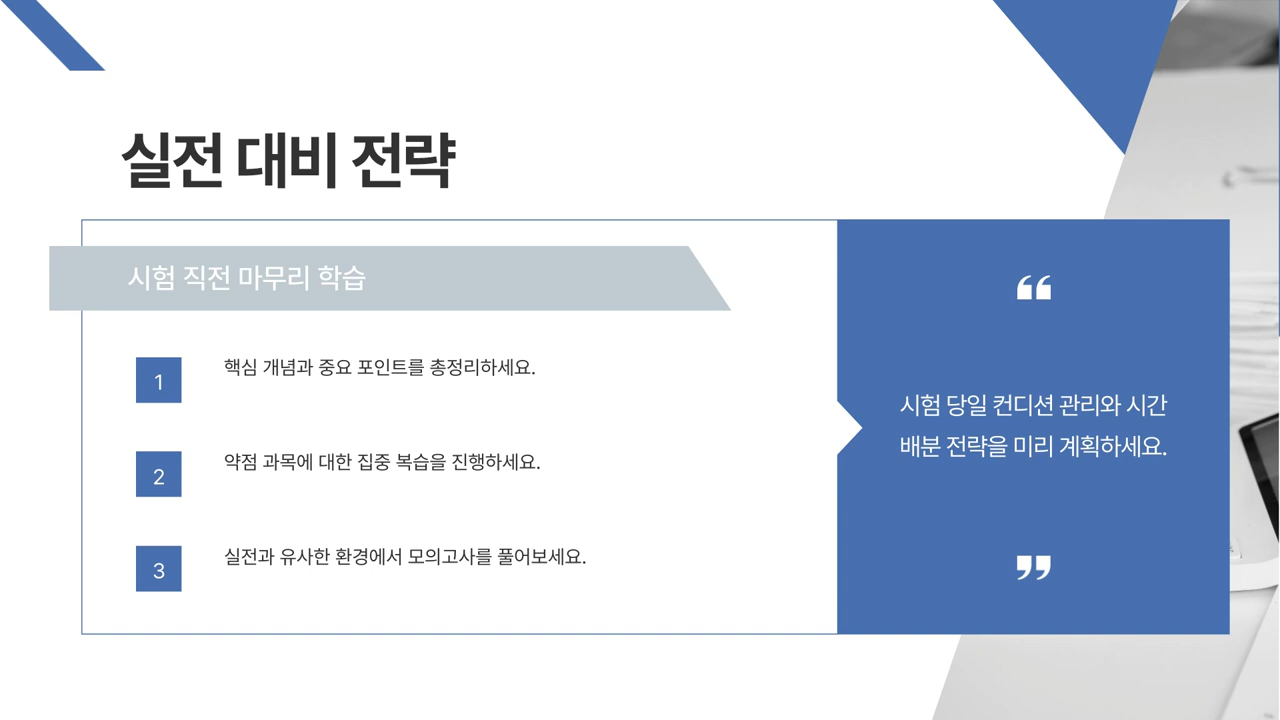 실전 대비 전략
시험 직전 마무리 학습
1
핵심 개념과 중요 포인트를 총정리하세요.
2
약점 과목에 대한 집중 복습을 진행하세요.
3
실전과 유사한 환경에서 모의고사를 풀어보세요.
“
시험 당일 컨디션 관리와 시간
배분 전략을 미리 계획하세요.
”